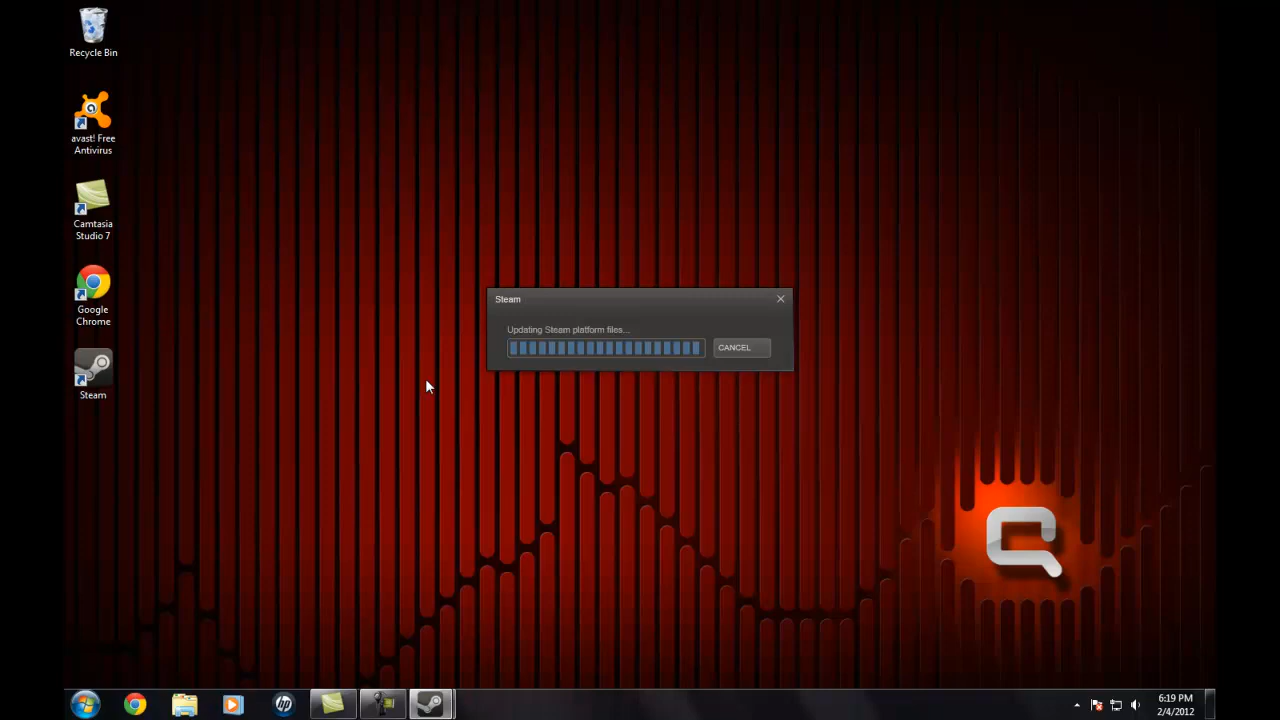 Recycle Bin
avast! Free
Antivirus
Camtasia
Studio 7
Google
Chrome
Steam
Steam
Updating Steam platform files...
CANCEL
hp
6:19 PM
2/4/2012